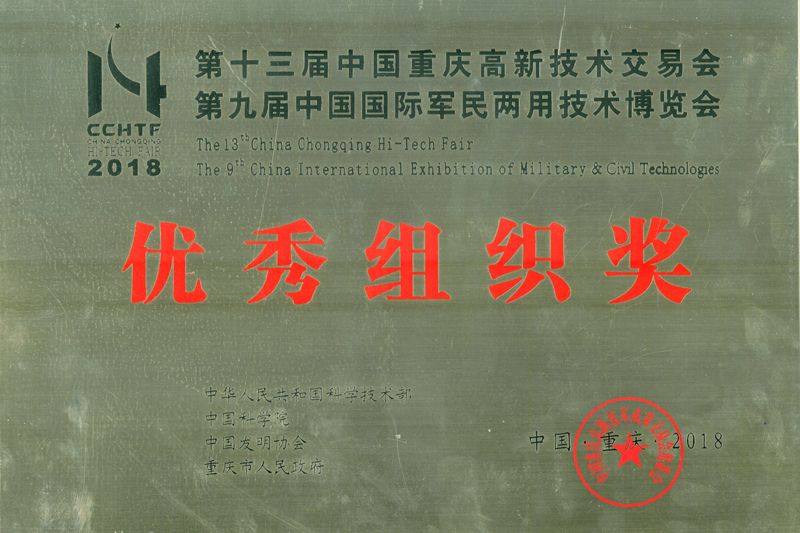 CCHTF
CHINA CHONGQING
HI-TECH FAIR
2018
第十三届中国重庆高新技术交易会
第九届中国国际军民两用技术博览会
The 13th China Chongqing Hi-Tech Fair
The 9th China International Exhibition of Military & Civil Technologies
优秀组织奖
中华人民共和国科学技术部
中国科学院
中国发明协会
重庆市人民政府
中国·重庆·2018